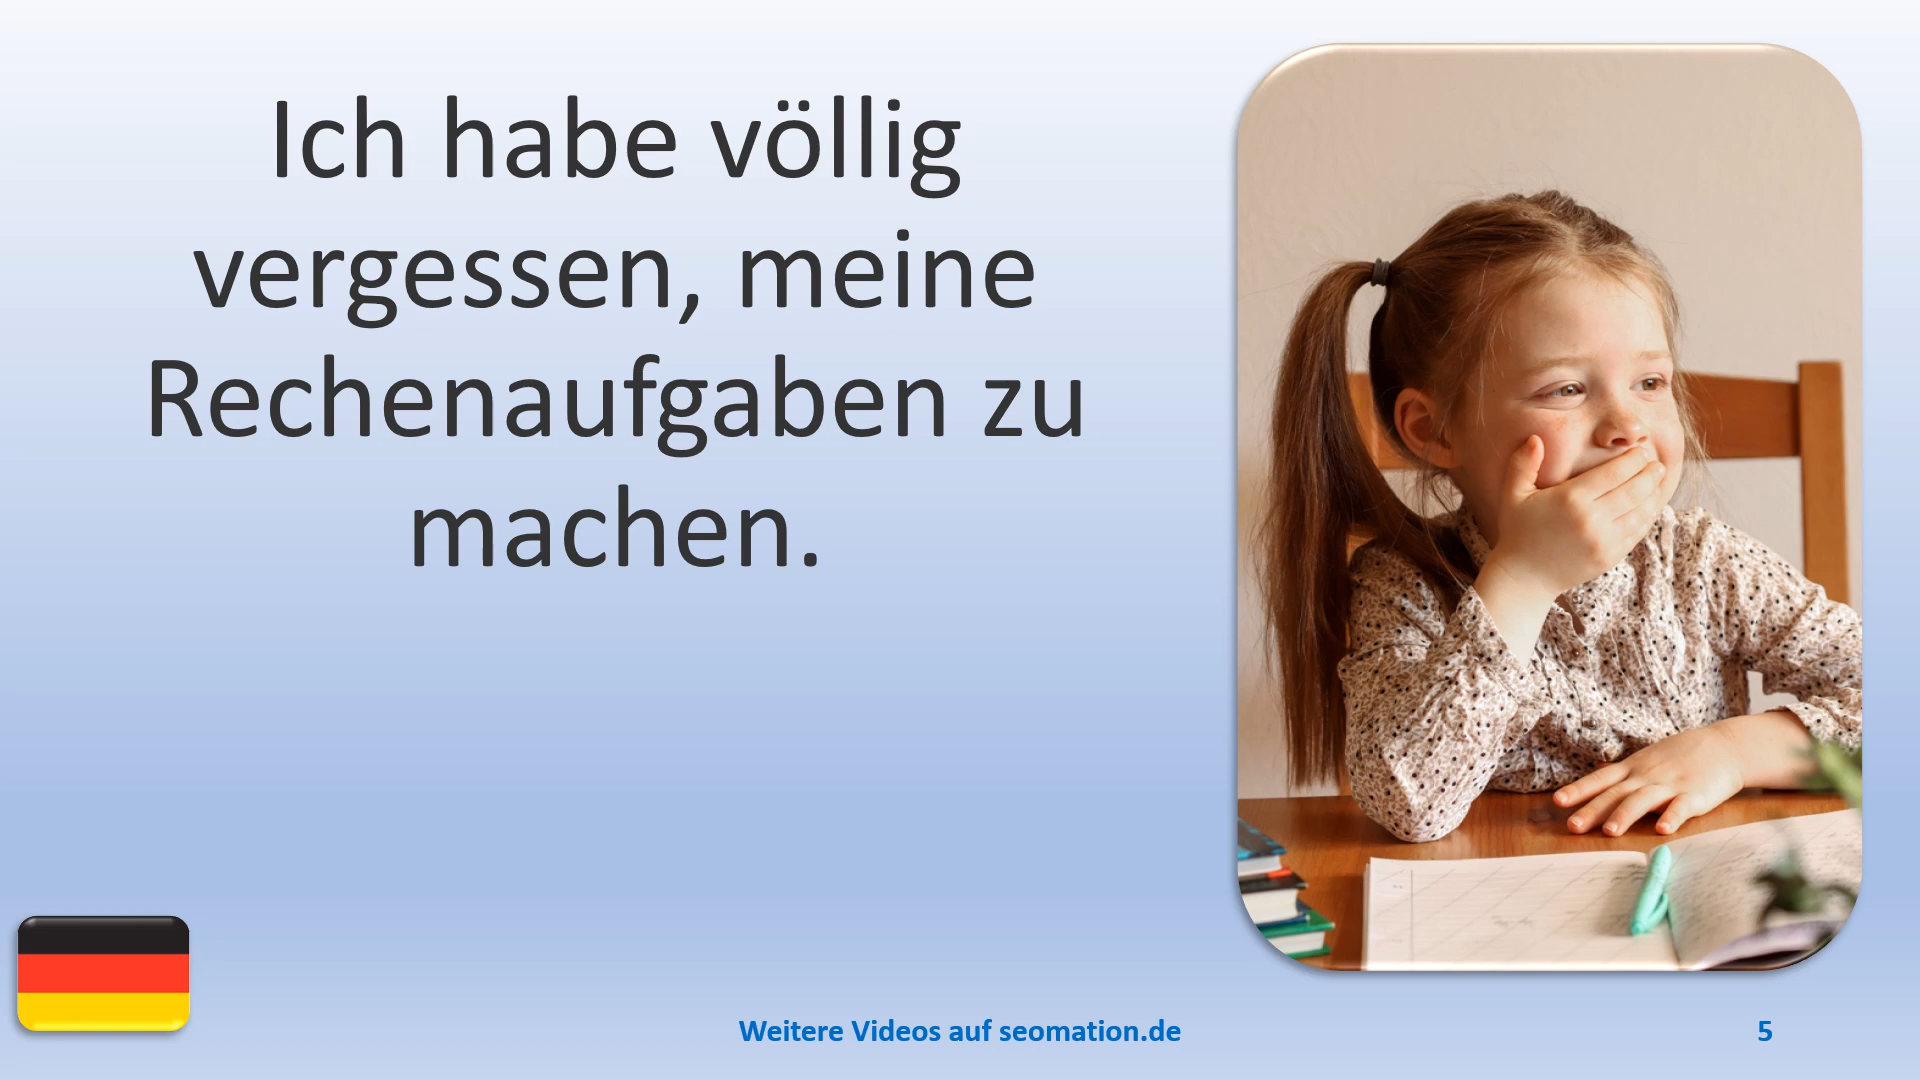 Ich habe völlig
vergessen, meine
Rechenaufgaben zu
machen.
Weitere Videos auf seomation.de
5